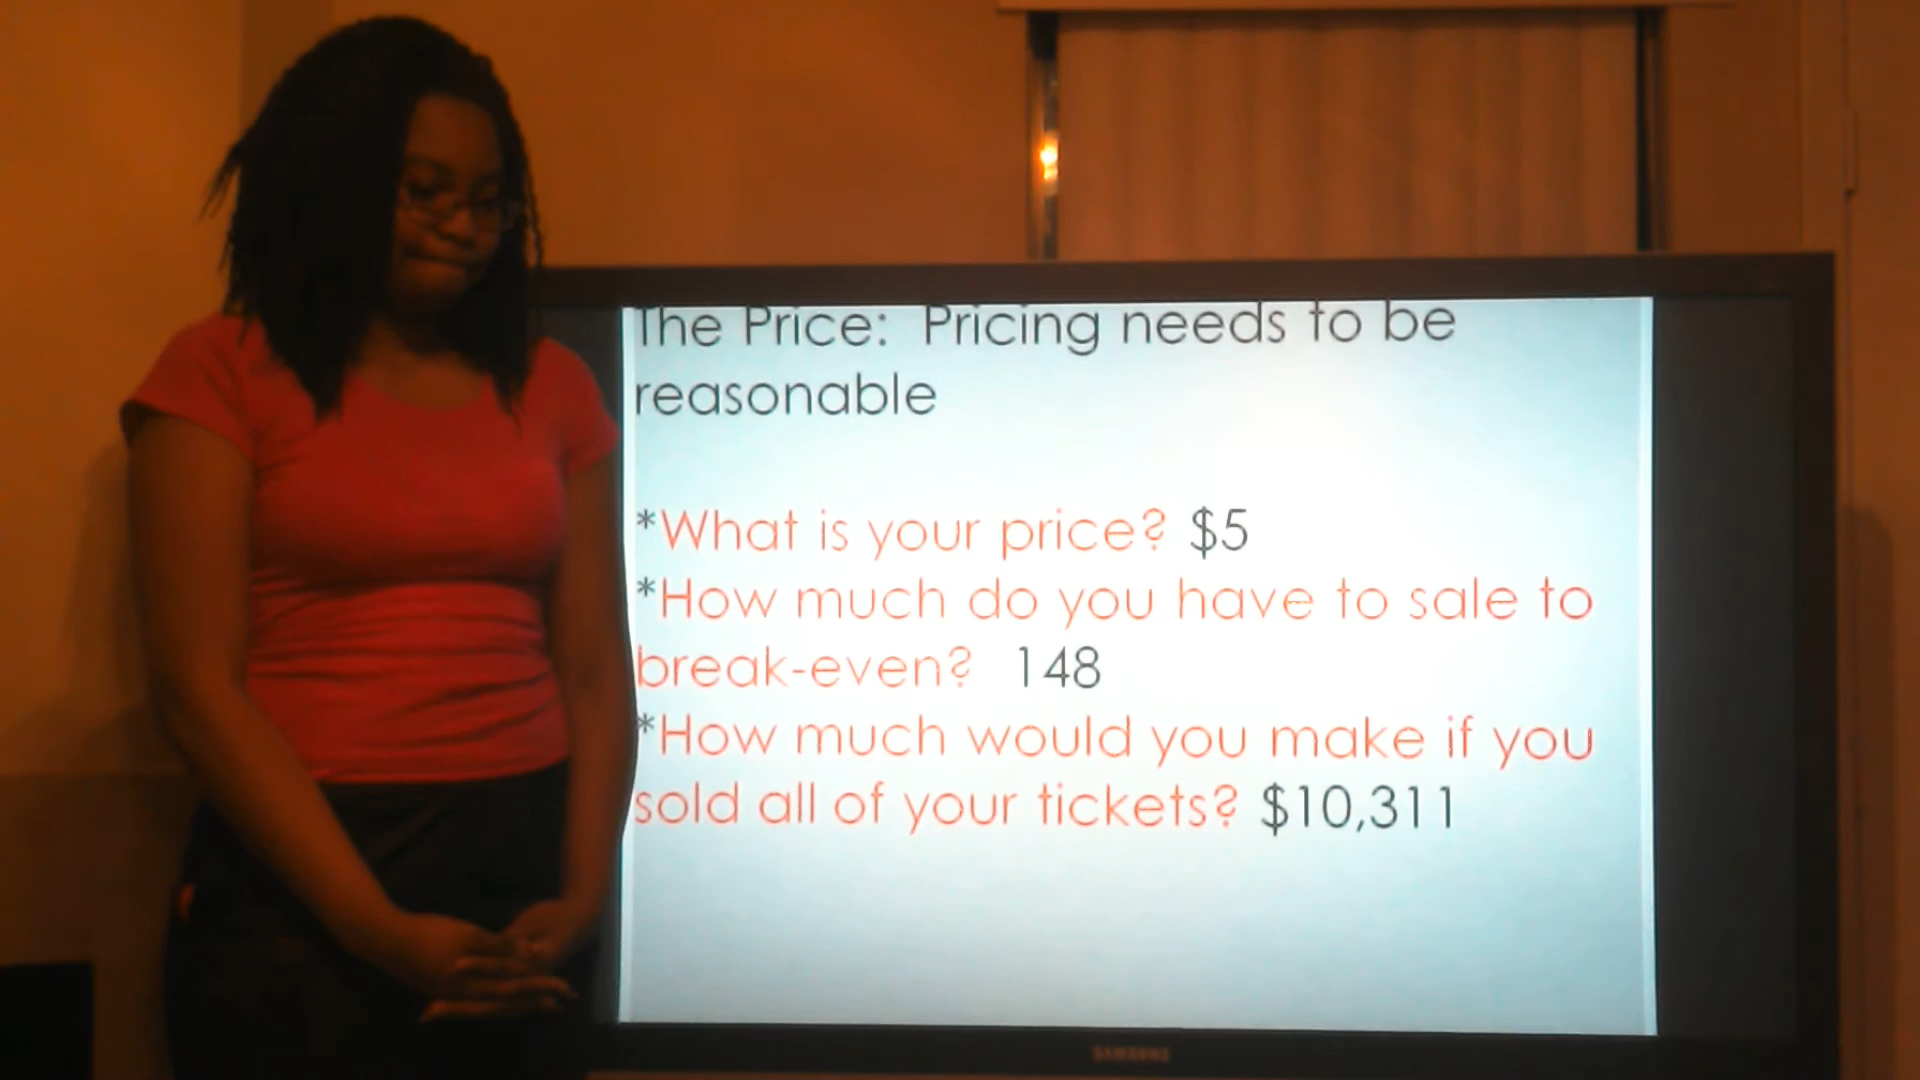 The Price: Pricing needs to be
reasonable
*What is your price? $5
*How much do you have to sale to
break-even? 148
*How much would you make if you
sold all of your tickets? $10,311
SAMSUNG